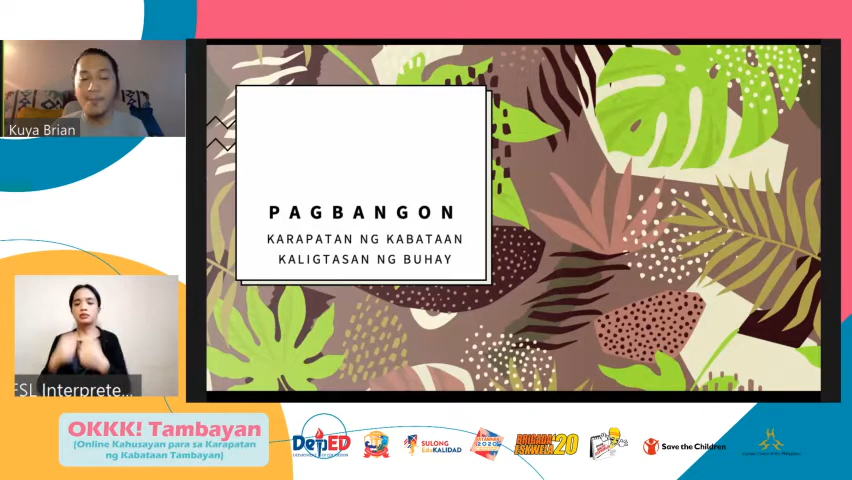 Kuya Brian
PAGBANGON
KARAPATAN NG KABATAAN
KALIGTASAN NG BUHAY
FSL Interprete...
OKKK! Tambayan
(Online Kahusayan para sa Karapatan
ng Kabataan Tambayan)
DepED
SULONG
EduKALIDAD
BRIGADA
ESKWELA
'20
Save the Children